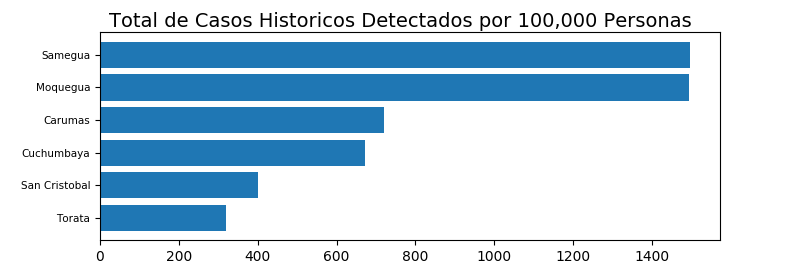 Total de Casos Historicos Detectados por 100,000 Personas
Samegua
Moquegua
Carumas
Cuchumbaya
San Cristobal
Torata
0 200 400 600 800 1000 1200 1400